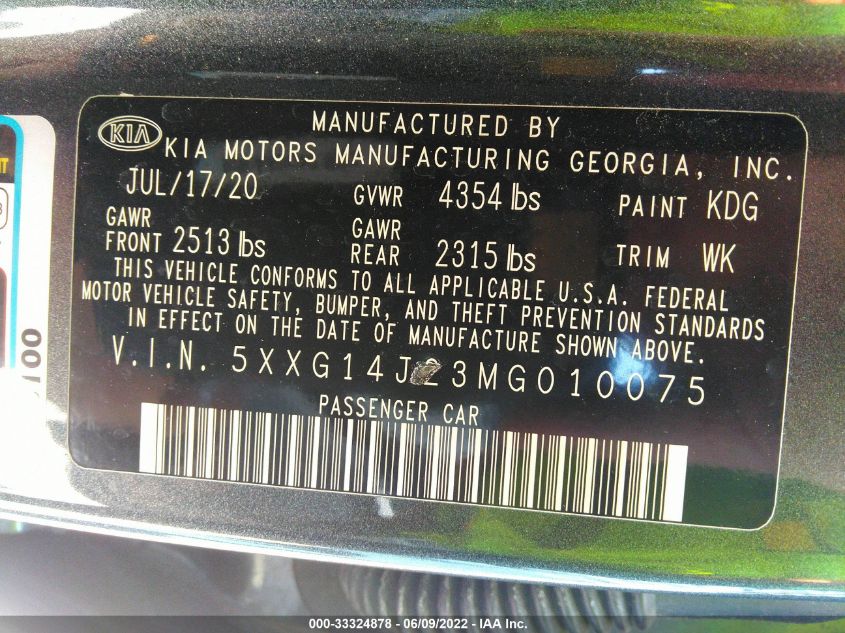 KIA
MANUFACTURED BY
KIA MOTORS MANUFACTURING GEORGIA, INC.
JUL/17/20 GVWR 4354 lbs PAINT KDG
GAWR FRONT 2513 lbs GAWR REAR 2315 lbs TRIM WK
THIS VEHICLE CONFORMS TO ALL APPLICABLE U.S.A. FEDERAL
MOTOR VEHICLE SAFETY, BUMPER, AND THEFT PREVENTION STANDARDS
IN EFFECT ON THE DATE OF MANUFACTURE SHOWN ABOVE.
V.I.N.
PASSENGER CAR
100
000-33324878 - 06/09/2022 - IAA Inc.